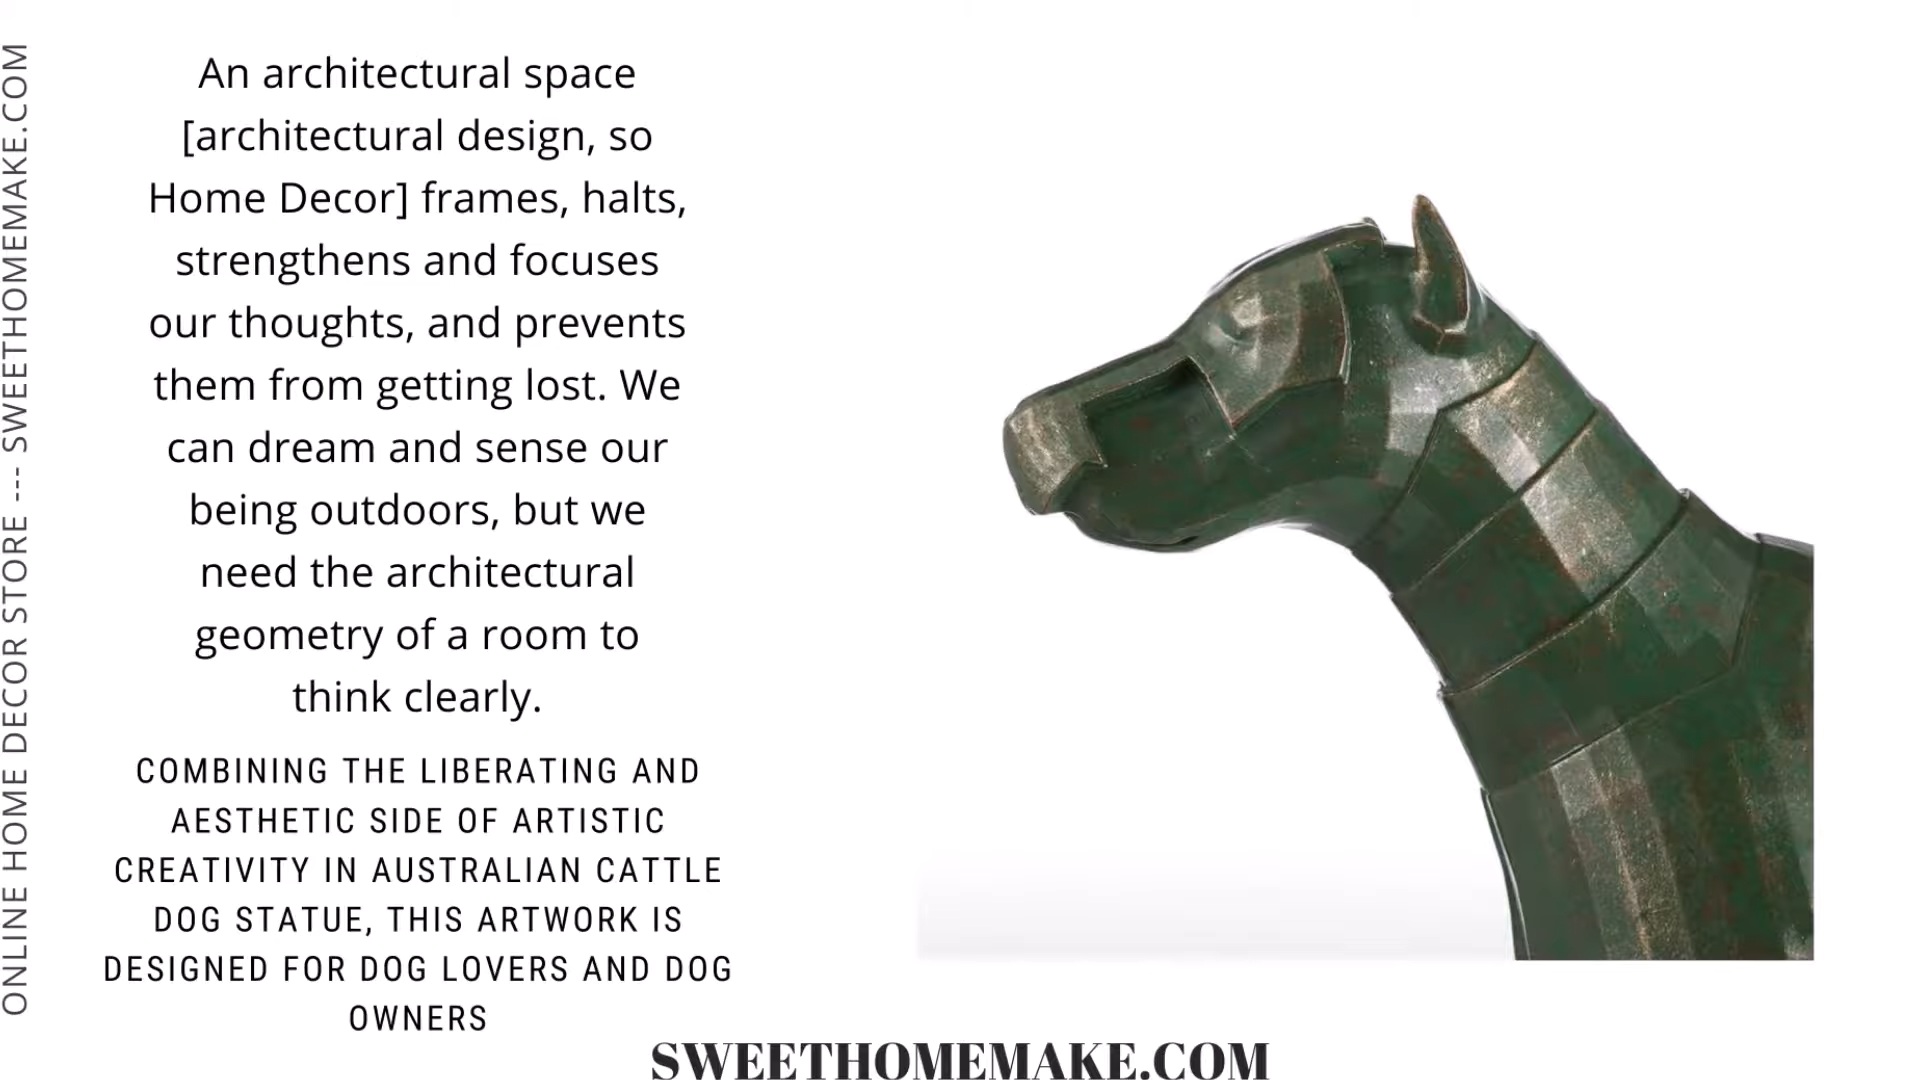 ONLINE HOME DECOR STORE --- SWEETHOMEMAKE.COM
An architectural space
[architectural design, so
Home Decor] frames, halts,
strengthens and focuses
our thoughts, and prevents
them from getting lost. We
can dream and sense our
being outdoors, but we
need the architectural
geometry of a room to
think clearly.
COMBINING THE LIBERATING AND
AESTHETIC SIDE OF ARTISTIC
CREATIVITY IN AUSTRALIAN CATTLE
DOG STATUE, THIS ARTWORK IS
DESIGNED FOR DOG LOVERS AND DOG
OWNERS
SWEETHOMEMAKE.COM